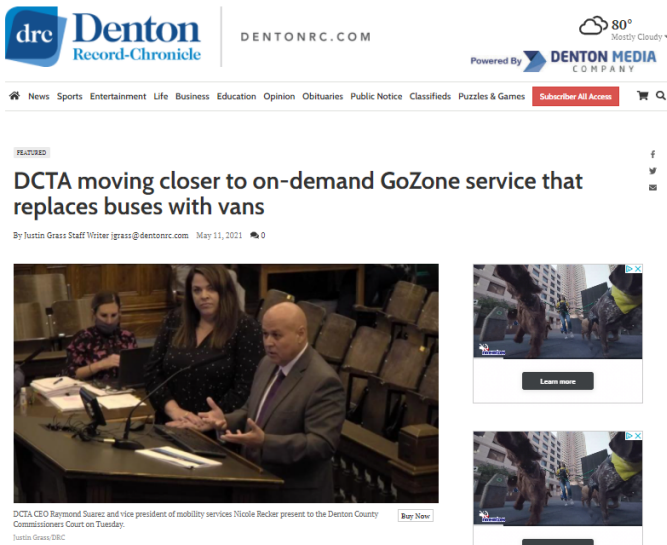 drc
Denton
Record-Chronicle
DENTONRC.COM
80°
Mostly Cloudy
Powered By DENTON MEDIA
COMPANY
News Sports Entertainment Life Business Education Opinion Obituaries Public Notice Classifieds Puzzles & Games Subscriber All Access
FEATURED
DCTA moving closer to on-demand GoZone service that
replaces buses with vans
By Justin Grass Staff Writer jgrass@dentonrc.com May 11, 2021 0
Learn more
DCTA CEO Raymond Suarez and vice president of mobility services Nicole Recker present to the Denton County
Commissioners Court on Tuesday.
Buy Now
Justin Grass/DRC